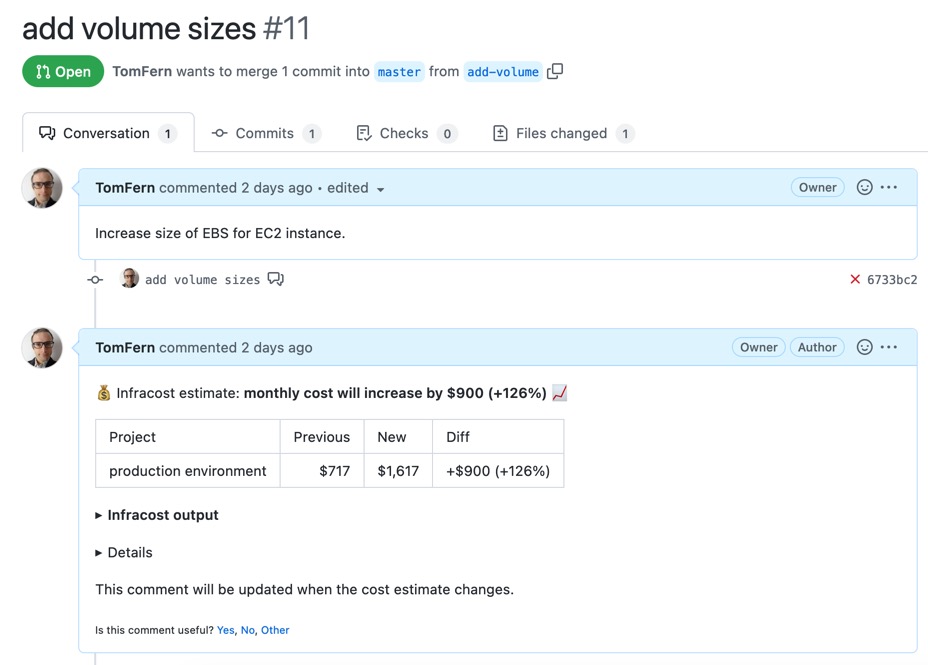 add volume sizes #11
Open TomFern wants to merge 1 commit into master from add-volume
Conversation 1 Commits 1 Checks 0 Files changed 1
TomFern commented 2 days ago • edited Owner
Increase size of EBS for EC2 instance.
add volume sizes 6733bc2
TomFern commented 2 days ago Owner Author
Infracost estimate: monthly cost will increase by $900 (+126%)
Project Previous New Diff
production environment $717 $1,617 +$900 (+126%)
Infracost output
Details
This comment will be updated when the cost estimate changes.
Is this comment useful? Yes, No, Other